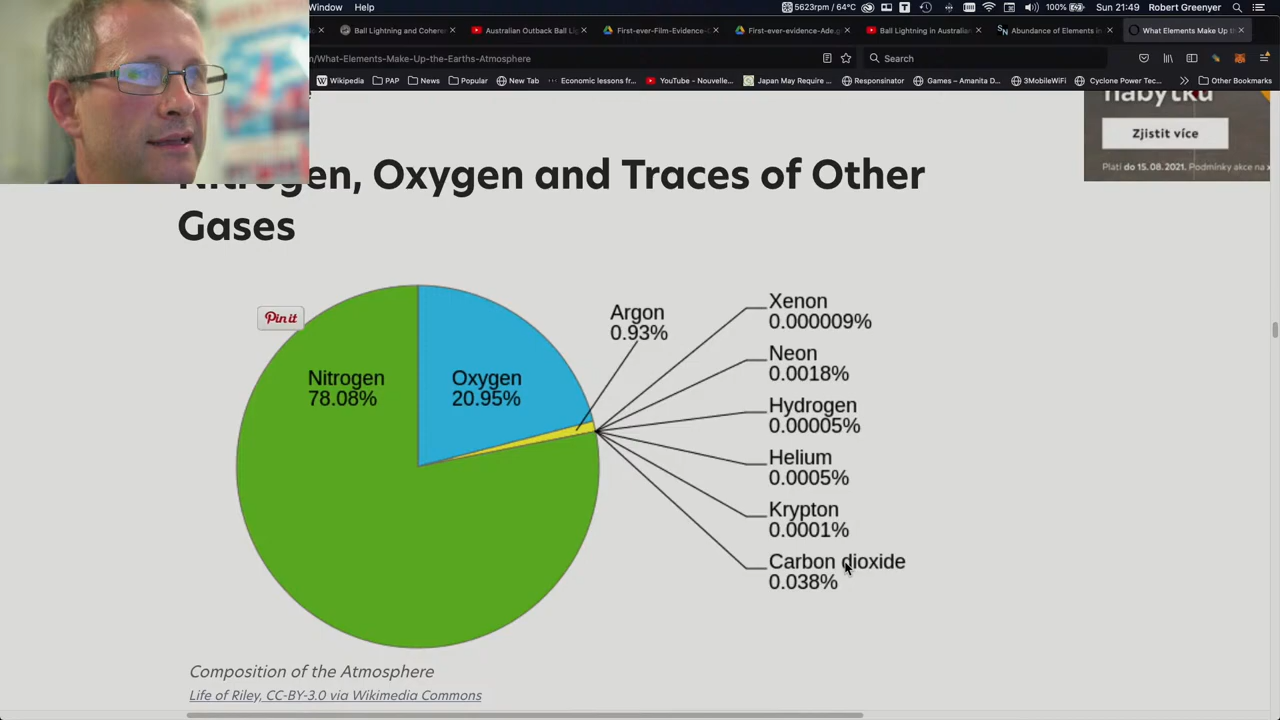 Window Help
5623rpm / 64°C 100% Sun 21:49 Robert Greenyer
Ball Lightning and Coheren
Australian Outback Ball Li
First-ever-Film-Evidence-C
First-ever-evidence-Ade.g
Ball Lightning in Australian
Abundance of Elements in
What Elements Make Up th
/What-Elements-Make-Up-the-Earths-Atmosphere
Search
Wikipedia PAP News Popular New Tab Economic lessons fr... YouTube - Nouvelle... Japan May Require ... Responsinator Games – Amanita D... 3MobileWiFi Cyclone Power Tec... Other Bookmarks
nábytku
Zjistit více
Platí do 15.08.2021. Podmínky akce na
Nitrogen, Oxygen and Traces of Other
Gases
Pin it
Nitrogen
78.08%
Oxygen
20.95%
Argon
0.93%
Xenon
0.000009%
Neon
0.0018%
Hydrogen
0.00005%
Helium
0.0005%
Krypton
0.0001%
Carbon dioxide
0.038%
Composition of the Atmosphere
Life of Riley, CC-BY-3.0 via Wikimedia Commons